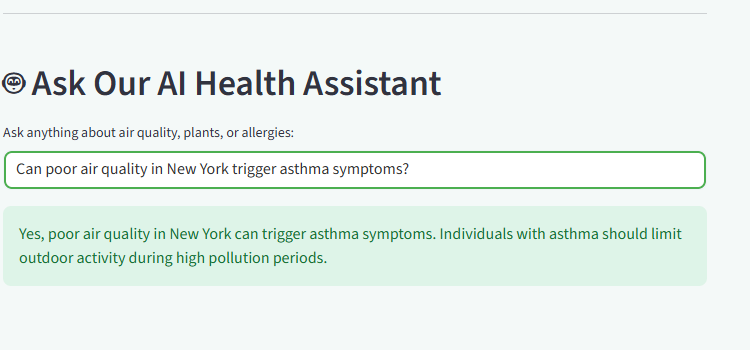 Ask Our AI Health Assistant
Ask anything about air quality, plants, or allergies:
Can poor air quality in New York trigger asthma symptoms?
Yes, poor air quality in New York can trigger asthma symptoms. Individuals with asthma should limit
outdoor activity during high pollution periods.